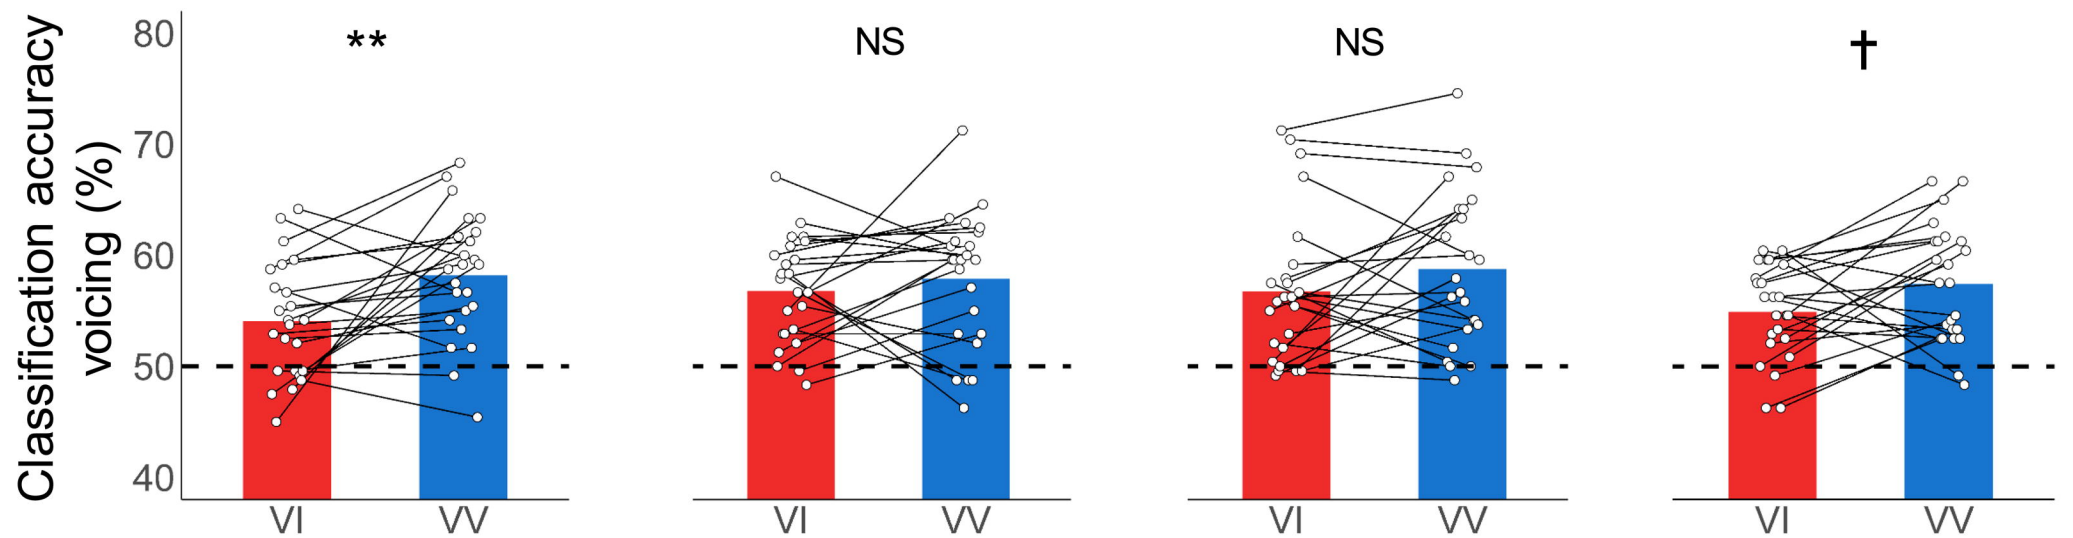 Classification accuracy
voicing (%)
80
70
60
50
40
**
NS
NS
†
VI VV VI VV VI VV VI VV